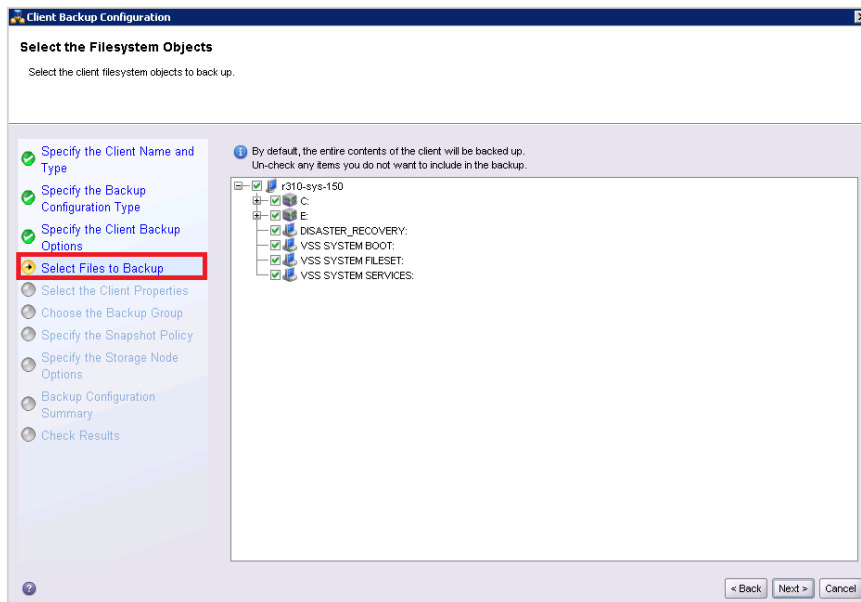 Client Backup Configuration
Select the Filesystem Objects
Select the client filesystem objects to back up.
Specify the Client Name and
Type
Specify the Backup
Configuration Type
Specify the Client Backup
Options
Select Files to Backup
Select the Client Properties
Choose the Backup Group
Specify the Snapshot Policy
Specify the Storage Node
Options
Backup Configuration
Summary
Check Results
By default, the entire contents of the client will be backed up.
Un-check any items you do not want to include in the backup.
r310-sys-150
C:
E:
DISASTER_RECOVERY:
VSS SYSTEM BOOT:
VSS SYSTEM FILESET:
VSS SYSTEM SERVICES:
?
< Back
Next >
Cancel